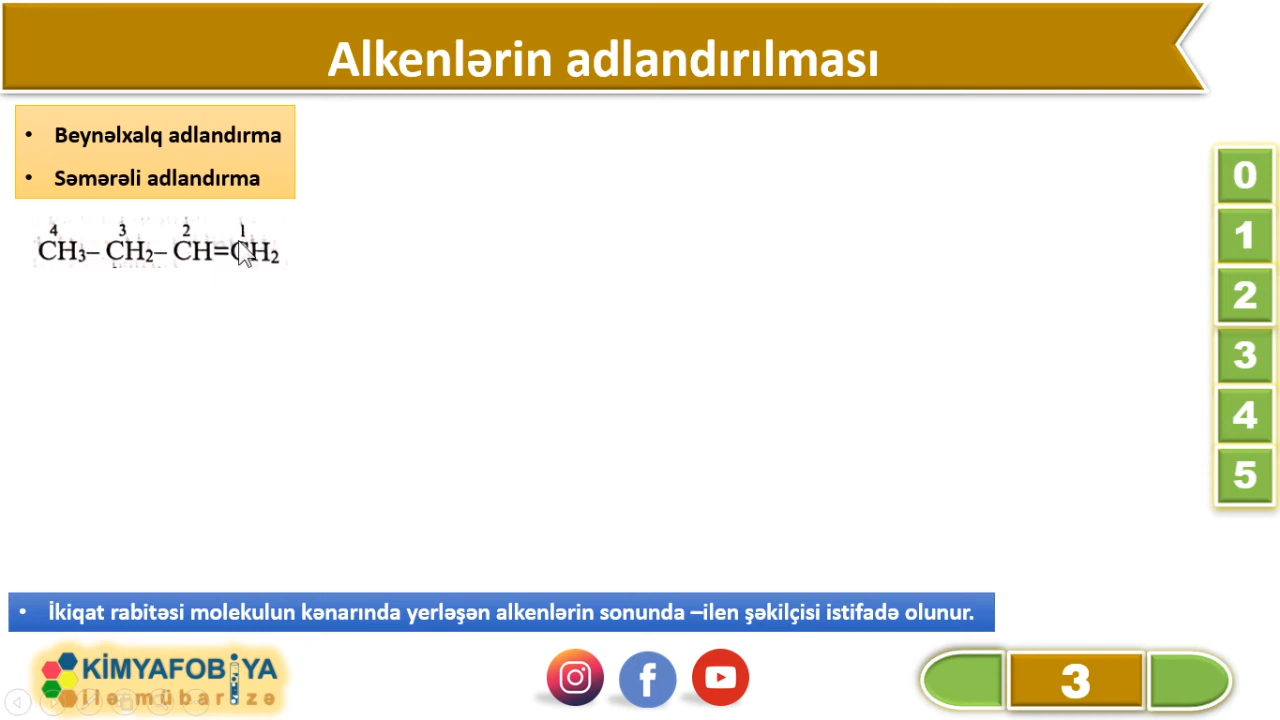 Alkenlərin adlandırılması
• Beynəlxalq adlandırma
• Səmərəli adlandırma
4 3 2 1
CH₃– CH₂– CH=CH₂
0
1
2
3
4
5
• İkiqat rabitəsi molekulun kənarında yerləşən alkenlərin sonunda –ilen şəkilçisi istifadə olunur.
KİMYAFOBİYA
ilə mübarizə
3